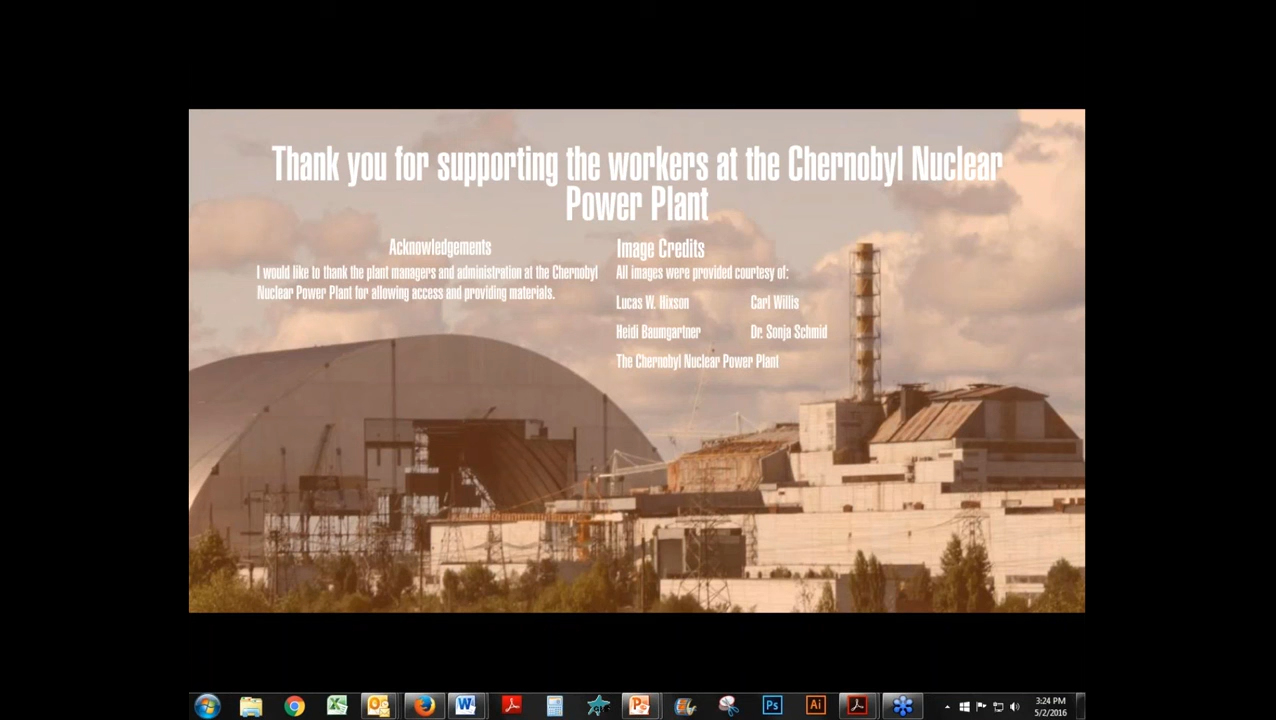 Thank you for supporting the workers at the Chernobyl Nuclear
Power Plant
Acknowledgements
I would like to thank the plant managers and administration at the Chernobyl
Nuclear Power Plant for allowing access and providing materials.
Image Credits
All images were provided courtesy of:
Lucas W. Hixson Carl Willis
Heidi Baumgartner Dr. Sonja Schmid
The Chernobyl Nuclear Power Plant
Ps
Ai
3:24 PM
5/2/2016